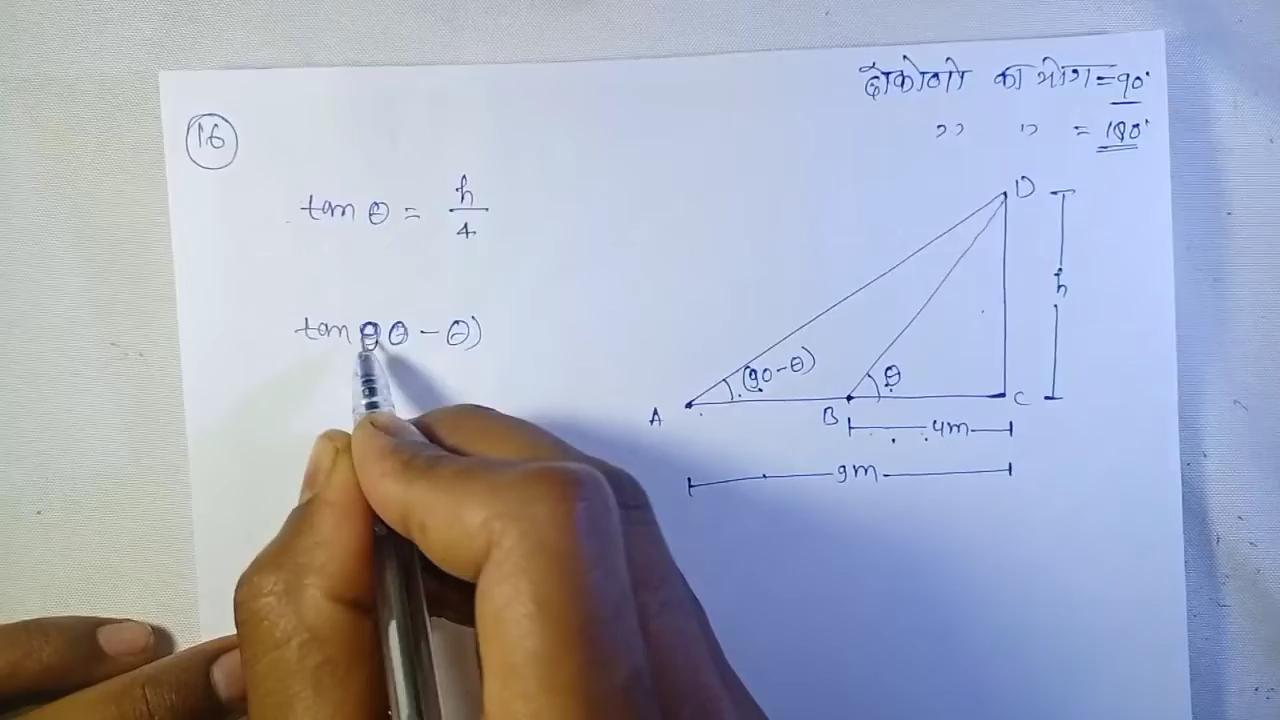 दो कोणो का योग = 90°
,, ,, = 180°
16
tan θ = h/4
tan 90 - θ)
D
h
(90-θ)
θ
A
B
C
4m
9m